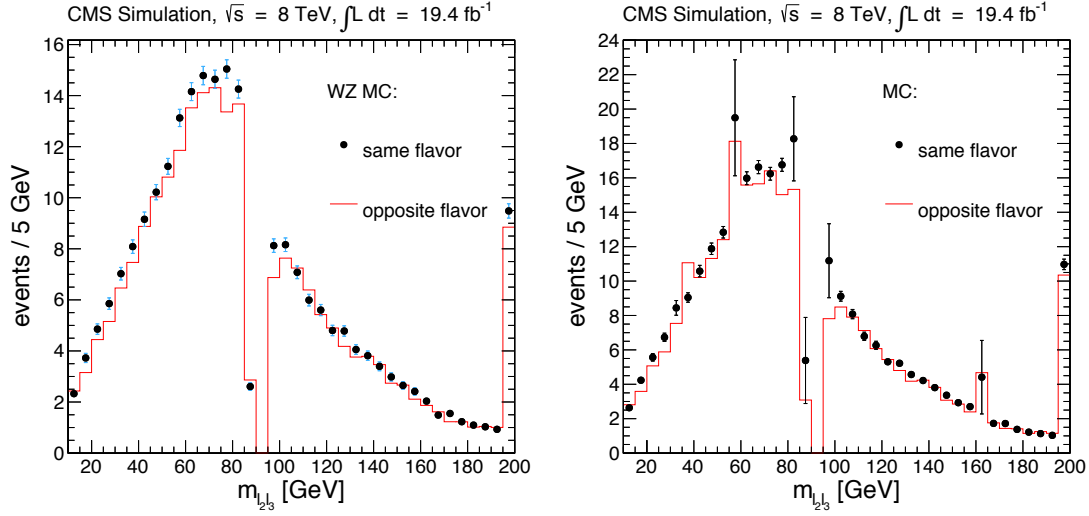 CMS Simulation, √s = 8 TeV, ∫L dt = 19.4 fb⁻¹
WZ MC:
same flavor
opposite flavor
events / 5 GeV
16
14
12
10
8
6
4
2
0
20 40 60 80 100 120 140 160 180 200
m_{l_2l_3} [GeV]
CMS Simulation, √s = 8 TeV, ∫L dt = 19.4 fb⁻¹
MC:
same flavor
opposite flavor
events / 5 GeV
24
22
20
18
16
14
12
10
8
6
4
2
0
20 40 60 80 100 120 140 160 180 200
m_{l_2l_3} [GeV]